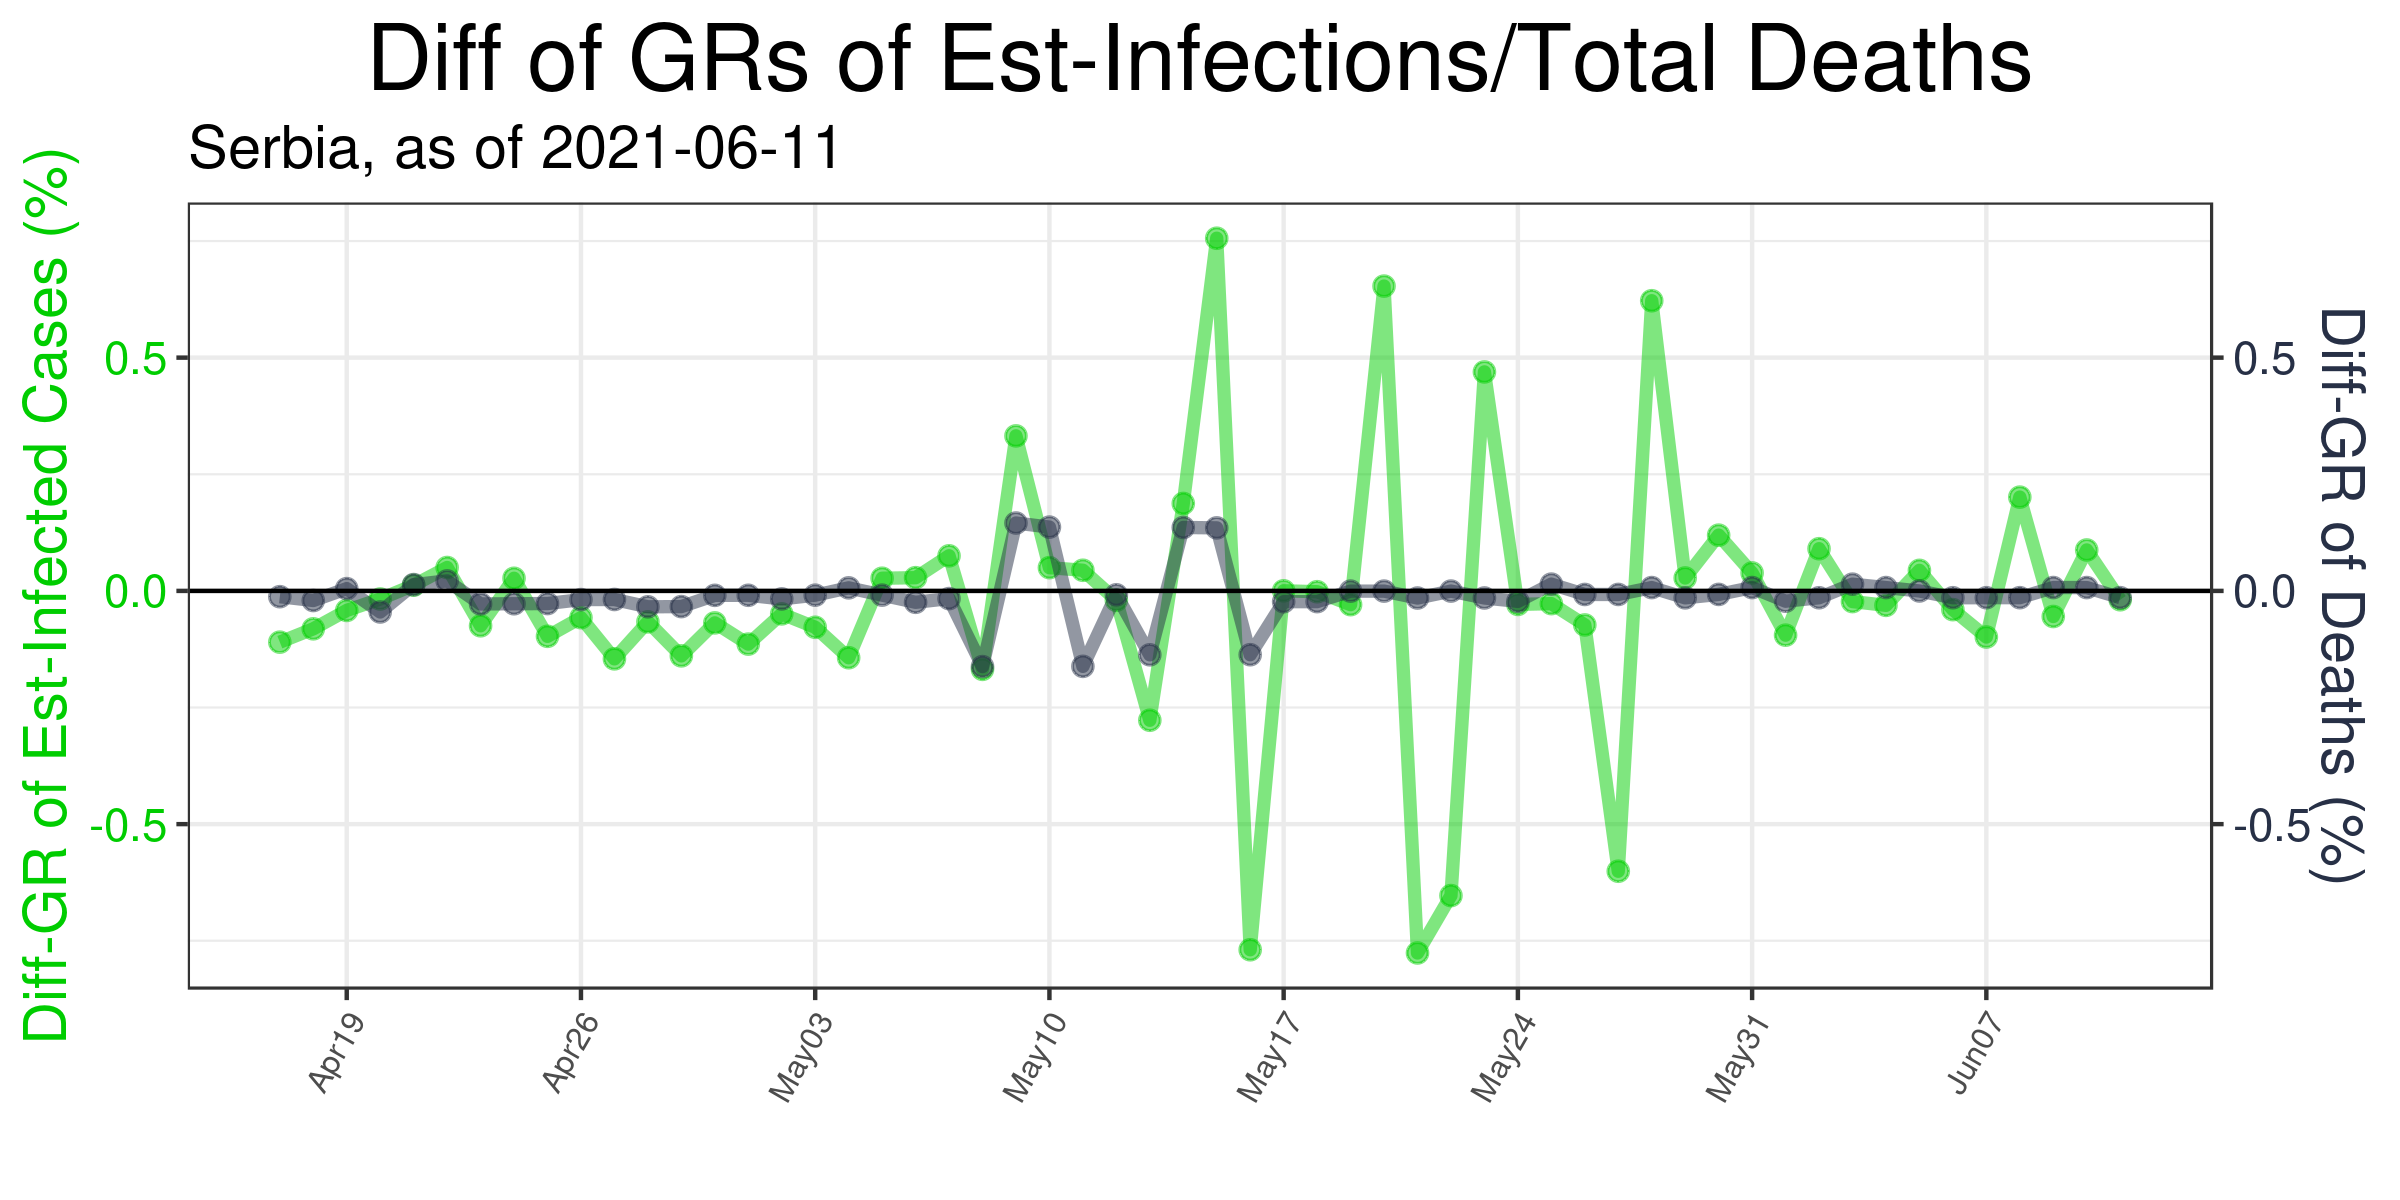 Diff of GRs of Est-Infections/Total Deaths
Serbia, as of 2021-06-11
Diff-GR of Est-Infected Cases (%)
0.5
0.0
-0.5
0.5
0.0
-0.5
Diff-GR of Deaths (%)
Apr19
Apr26
May03
May10
May17
May24
May31
Jun07